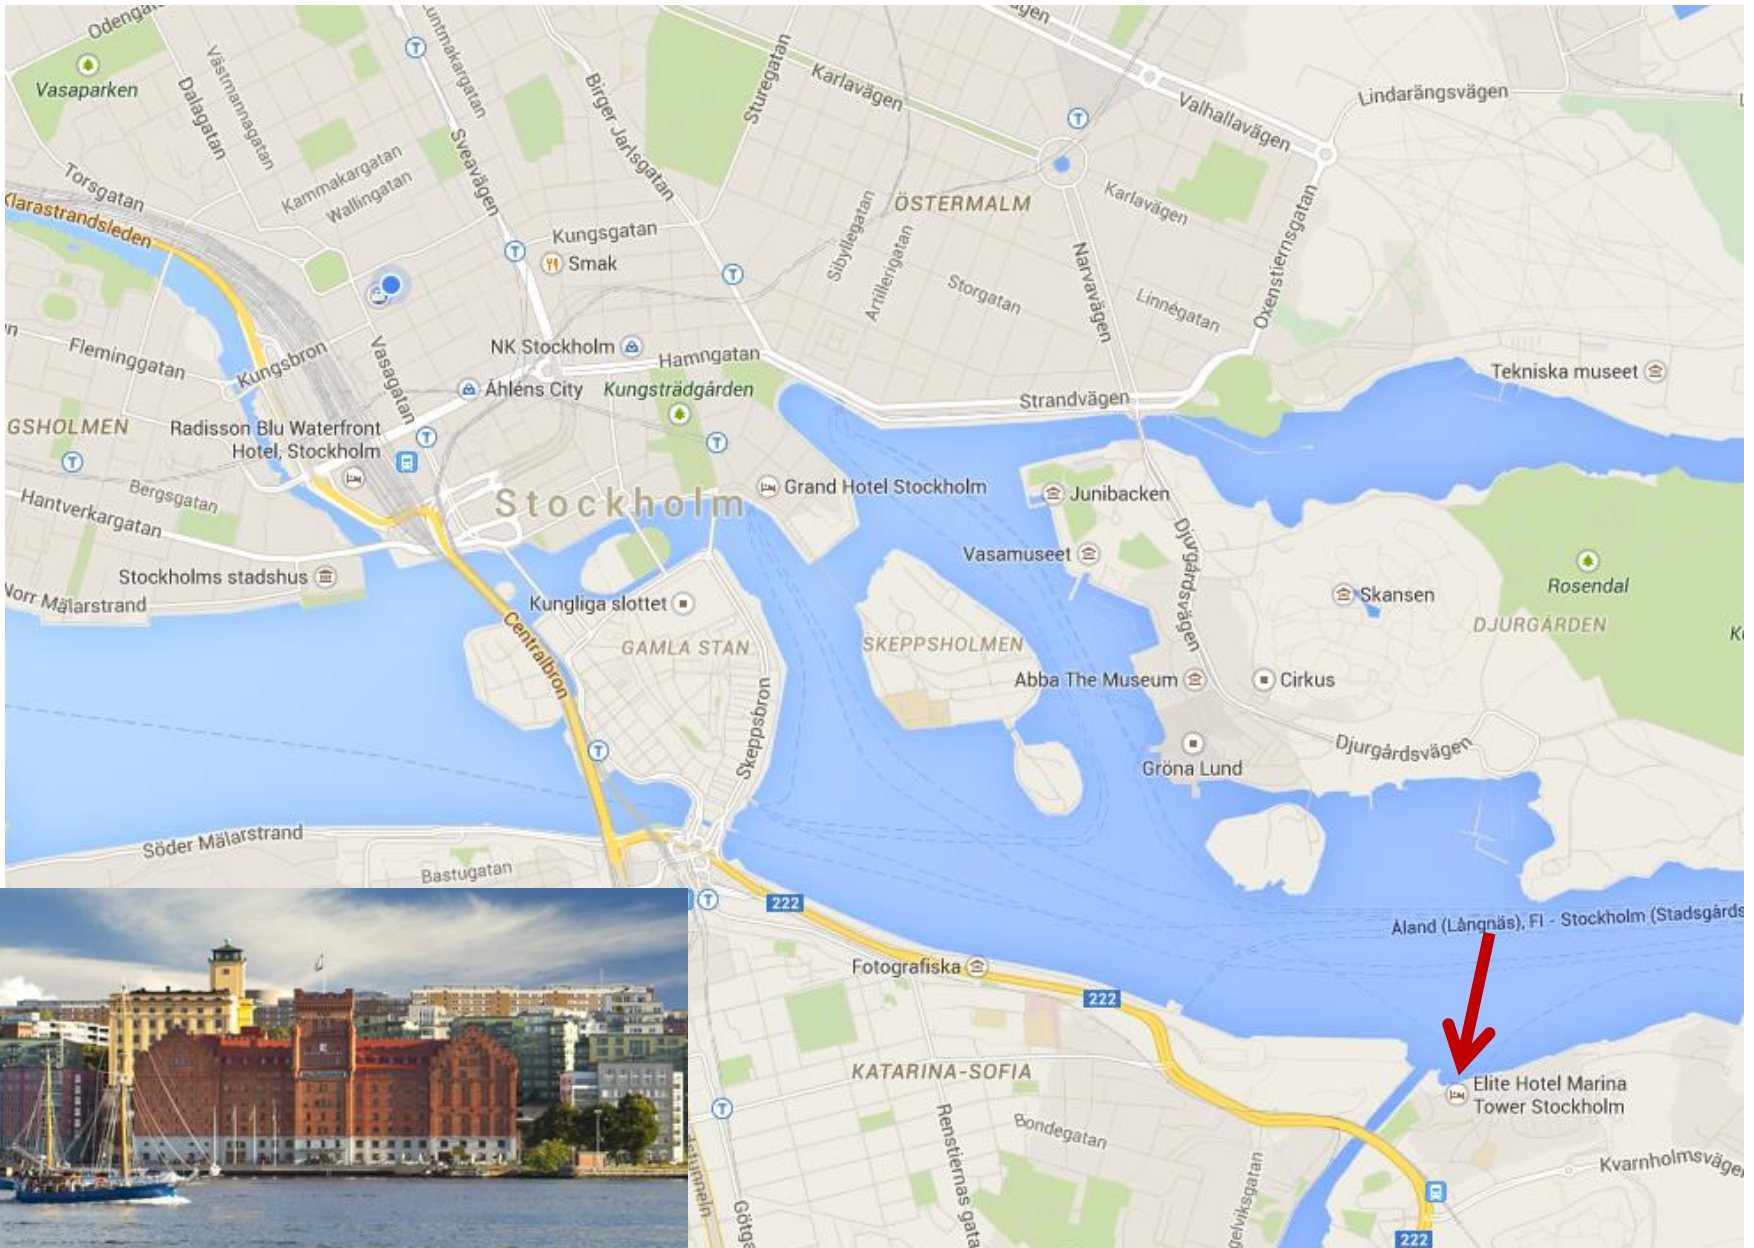 Odengat
ägen
Vasaparken
Västmannagatan
Dalagatan
Luntmakargatan
Sveavägen
Birger Jarlsgatan
Sturegatan
Karlavägen
Valhallavägen
Lindarängsvägen
Torsgatan
Klarastrandsleden
Kammakargatan
Wallingatan
Kungsgatan
Smak
Sibyllegatan
Artillerigatan
ÖSTERMALM
Karlavägen
Narvavägen
Storgatan
Linnégatan
Oxenstiernsgatan
Fleminggatan
Kungsbron
Vasagatan
NK Stockholm
Hamngatan
Åhléns City
Kungsträdgården
Strandvägen
Tekniska museet
GSHOLMEN
Radisson Blu Waterfront
Hotel, Stockholm
Bergsgatan
Hantverkargatan
Stockholm
Grand Hotel Stockholm
Junibacken
Vasamuseet
Djurgårdsvägen
Stockholms stadshus
Norr Mälarstrand
Kungliga slottet
Centralbron
GAMLA STAN
SKEPPSHOLMEN
Skansen
Rosendal
DJURGÅRDEN
Abba The Museum
Cirkus
Skeppsbron
Gröna Lund
Djurgårdsvägen
Söder Mälarstrand
Bastugatan
222
Åland (Långnäs), FI - Stockholm (Stadsgårds
Fotografiska
222
KATARINA-SOFIA
Elite Hotel Marina
Tower Stockholm
Bondegatan
Renstiernas gata
Kvarnholmsväge
gelviksgatan
Götga
222